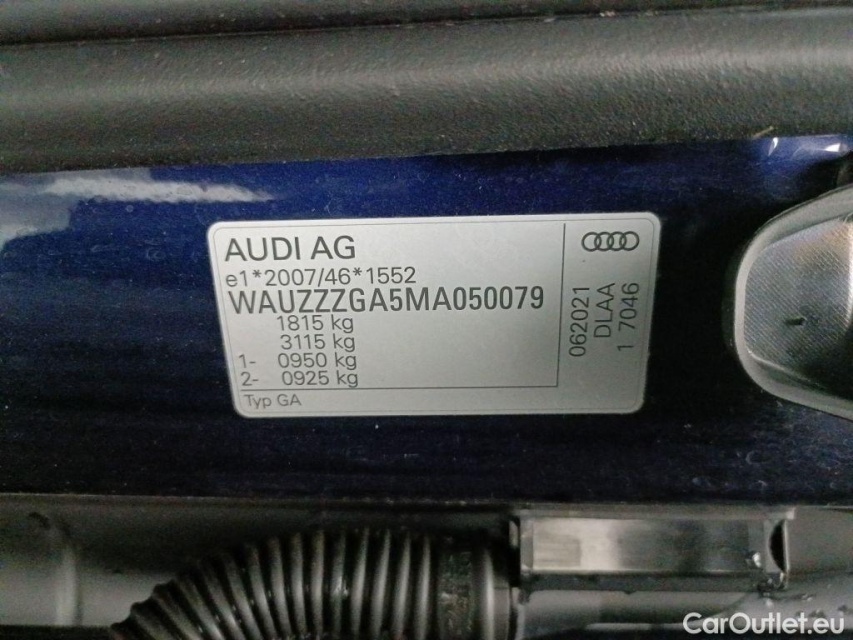 AUDI AG
e1*2007/46*1552
WAUZZZGA5MA050079
1815 kg
3115 kg
1- 0950 kg
2- 0925 kg
Typ GA
062021
DLAA
1 7046
CarOutlet.eu